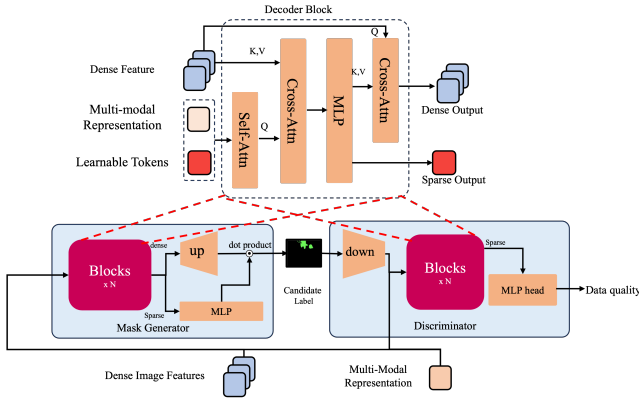 Decoder Block
Q
K,V
Dense Feature
K,V
Cross-Attn
Cross-Attn
MLP
Dense Output
Multi-modal
Representation
Self-Attn
Q
Learnable Tokens
Sparse Output
dense
up
dot product
down
Sparse
Blocks
x N
Blocks
x N
Candidate
Label
MLP head
Data quality
Sparse
MLP
Mask Generator
Discriminator
Dense Image Features
Multi-Modal
Representation